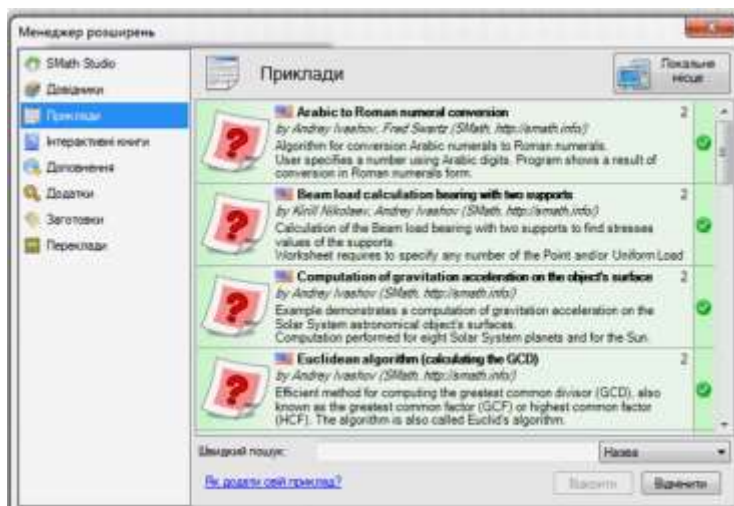 Менеджер розширень
SMath Studio
Довідники
Приклади
Інтерактивні книги
Доповнення
Додатки
Заготовки
Переклади
Приклади
Локальне
місце
Arabic to Roman numeral conversion 2
by Andrey Ivashov, Fred Swartz (SMath, http://smath.info/)
Algorithm for conversion Arabic numerals to Roman numerals.
User specifies a number using Arabic digits. Program shows a result of
conversion in Roman numerals form.
Beam load calculation bearing with two supports 2
by Kirill Nikolaev, Andrey Ivashov (SMath, http://smath.info/)
Calculation of the Beam load bearing with two supports to find stresses
values of the supports.
Worksheet requires to specify any number of the Point and/or Uniform Load
Computation of gravitation acceleration on the object's surface 2
by Andrey Ivashov (SMath, http://smath.info/)
Example demonstrates a computation of gravitation acceleration on the
Solar System astronomical object's surfaces.
Computation performed for eight Solar System planets and for the Sun.
Euclidean algorithm (calculating the GCD) 2
by Andrey Ivashov (SMath, http://smath.info/)
Efficient method for computing the greatest common divisor (GCD), also
known as the greatest common factor (GCF) or highest common factor
(HCF). The algorithm is also called Euclid's algorithm.
Швидкий пошук: Назва
Як додати свій приклад? Відкрити Відмінити